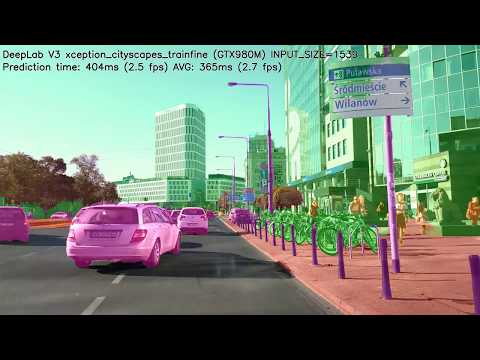 DeepLab V3 xception_cityscapes_trainfine (GTX980M) INPUT_SIZE=1539
Prediction time: 404ms (2.5 fps) AVG: 365ms (2.7 fps)
Puławska
Śródmieście
Wilanów